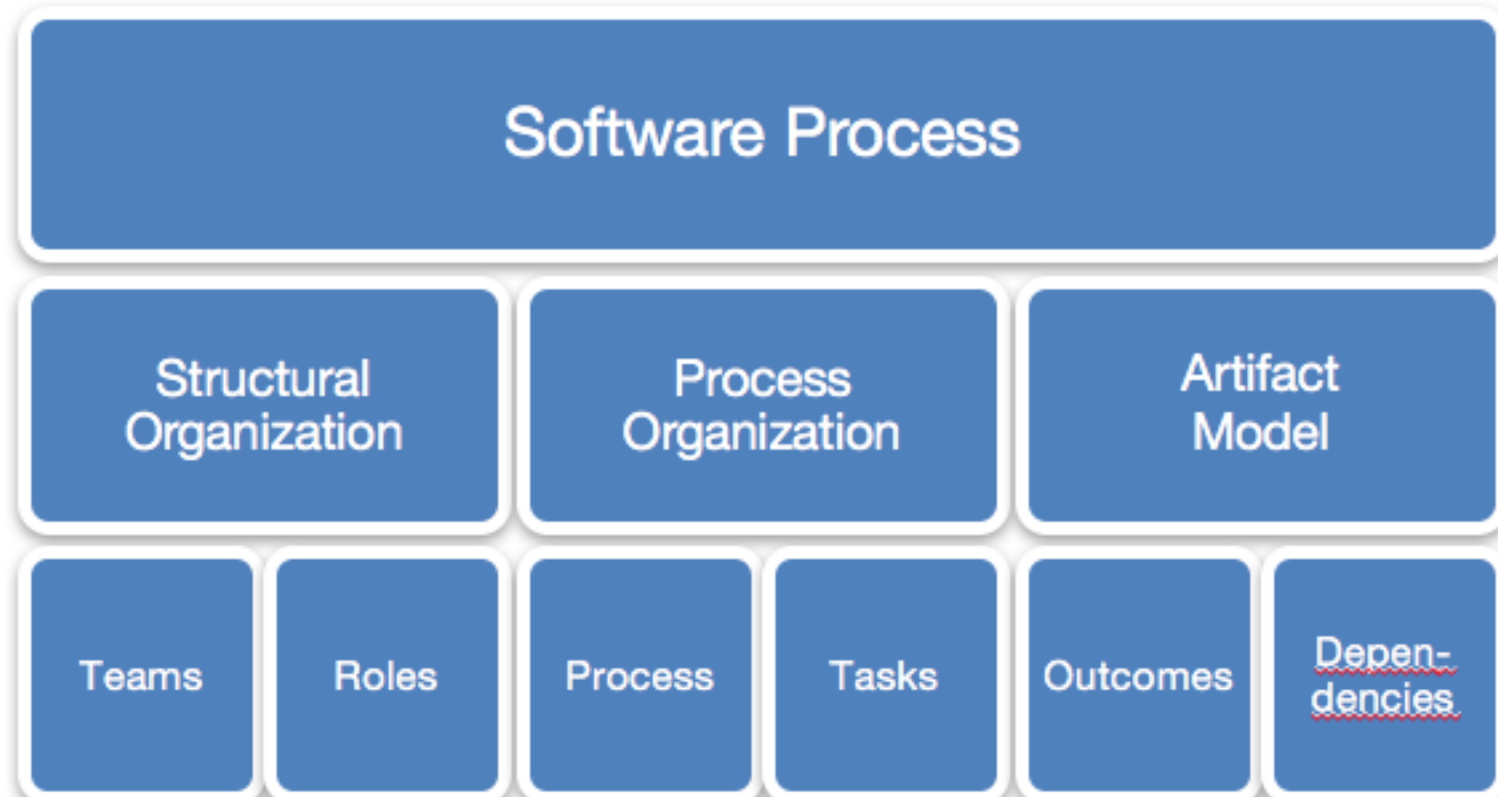 Software Process
Structural
Organization
Process
Organization
Artifact
Model
Teams
Roles
Process
Tasks
Outcomes
Depen-
dencies